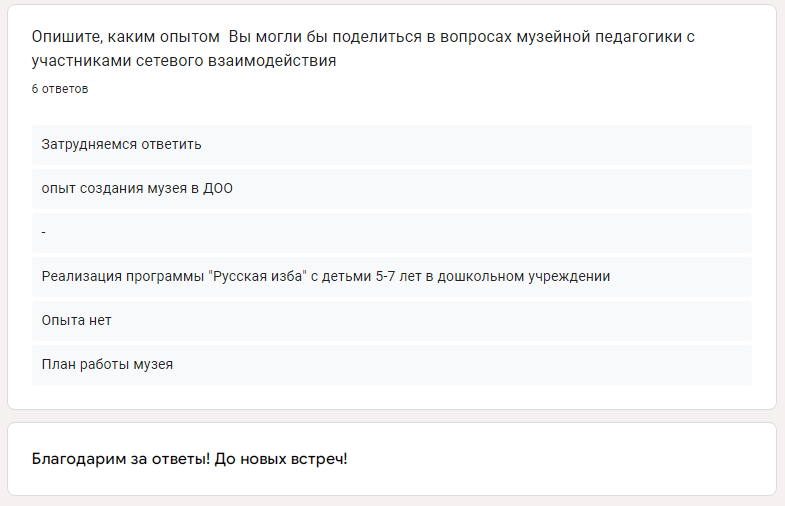 Опишите, каким опытом  Вы могли бы поделиться в вопросах музейной педагогики с
участниками сетевого взаимодействия
6 ответов
Затрудняемся ответить
опыт создания музея в ДОО
-
Реализация программы "Русская изба" с детьми 5-7 лет в дошкольном учреждении
Опыта нет
План работы музея
Благодарим за ответы! До новых встреч!